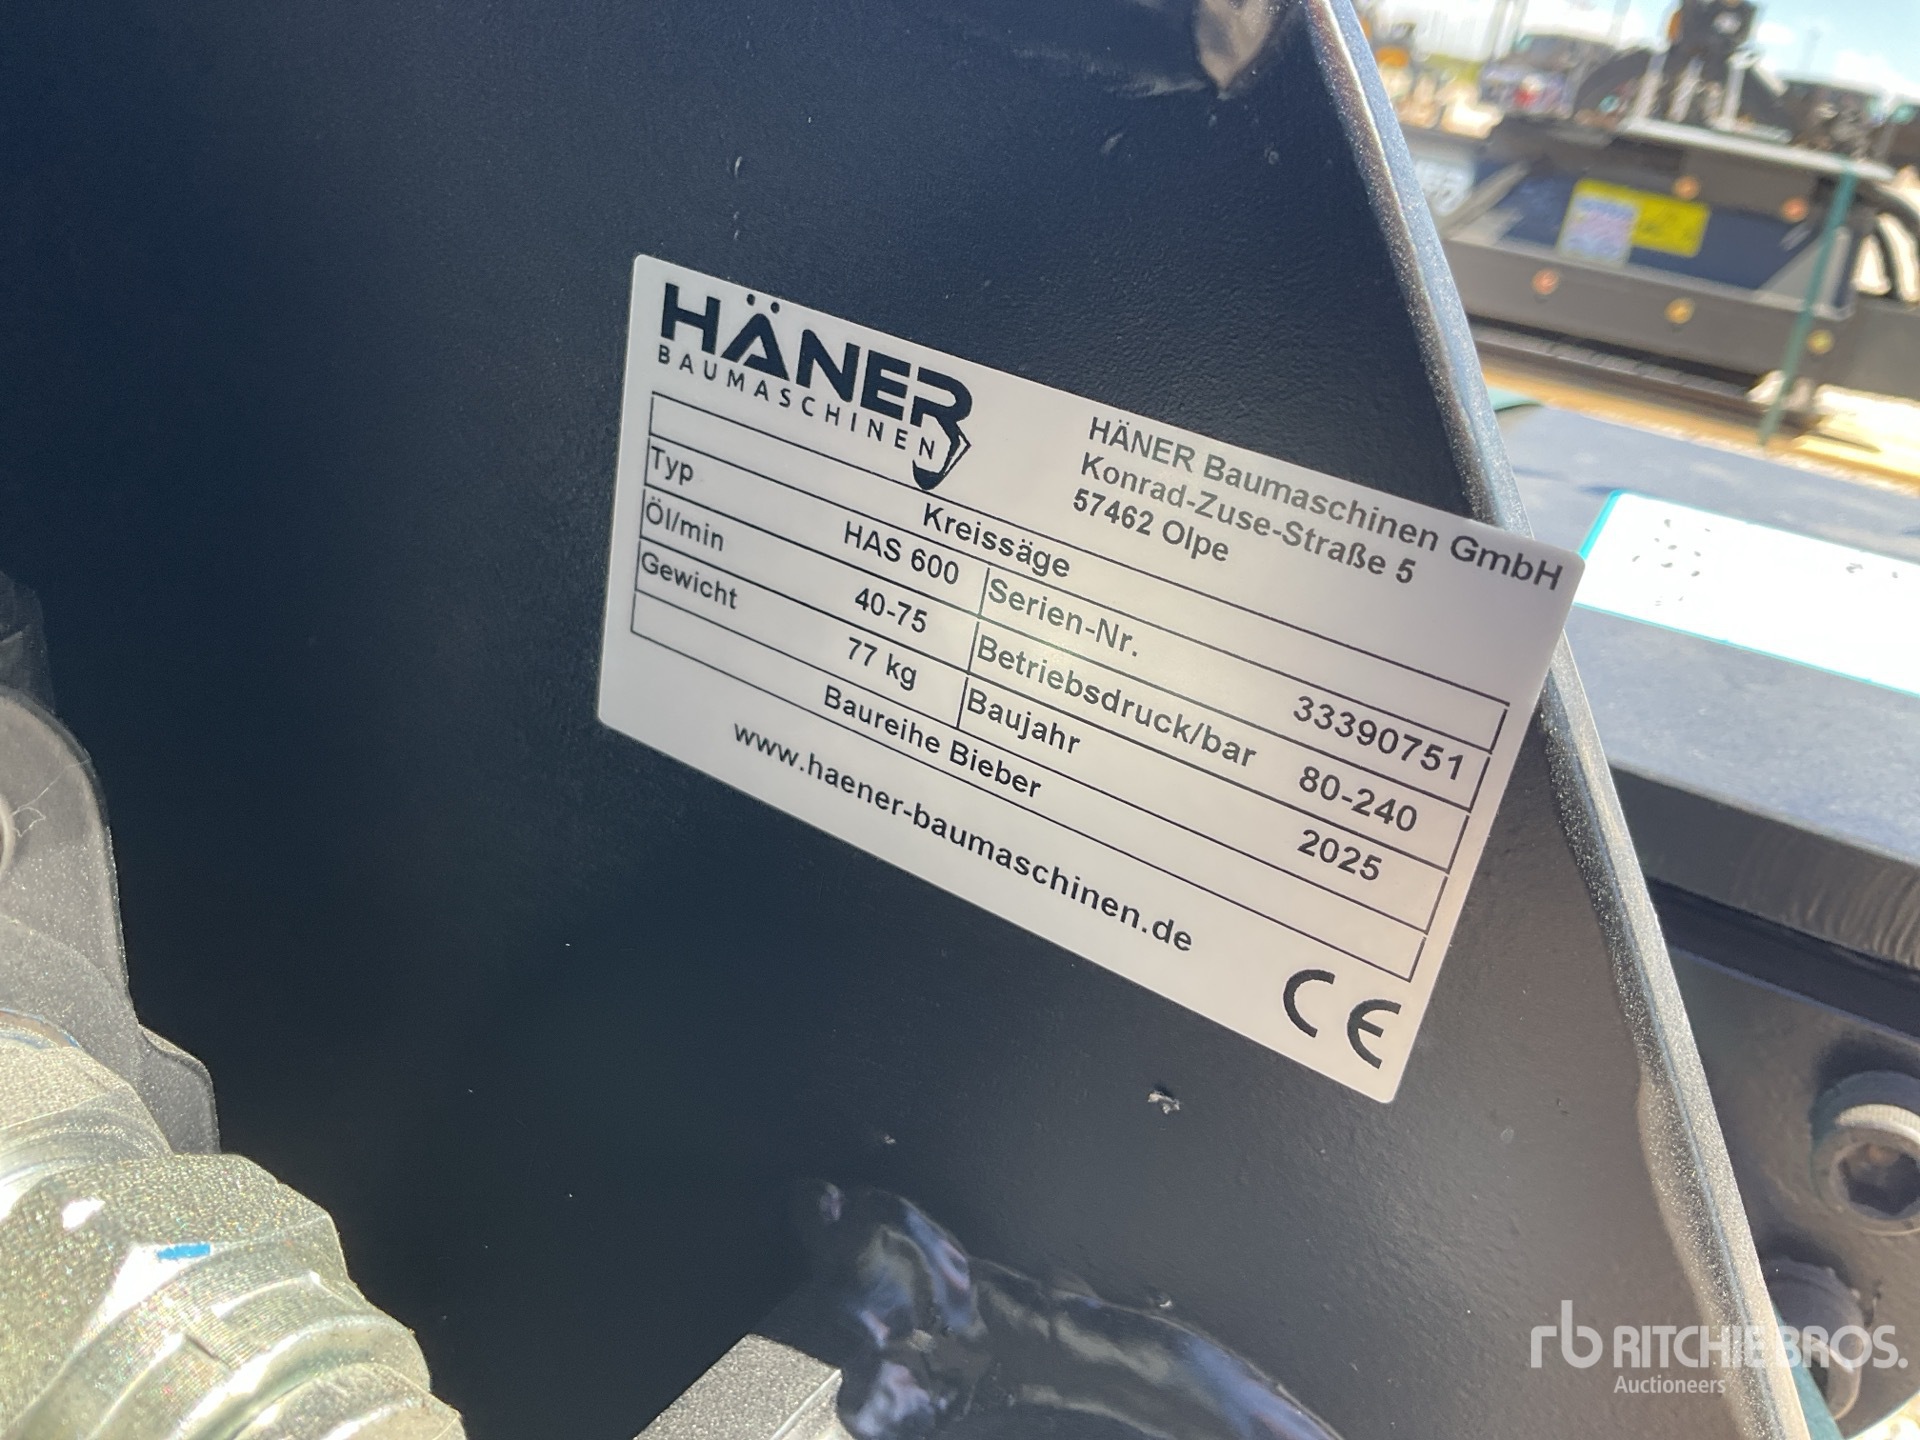 HÄNER
BAUMASCHINEN
HÄNER Baumaschinen GmbH
Konrad-Zuse-Straße 5
57462 Olpe
Kreissäge
Typ HAS 600 Serien-Nr. 33390751
Öl/min 40-75 Betriebsdruck/bar 80-240
Gewicht 77 kg Baujahr 2025
Baureihe Bieber
www.haener-baumaschinen.de
CE
rb RITCHIE BROS.
Auctioneers